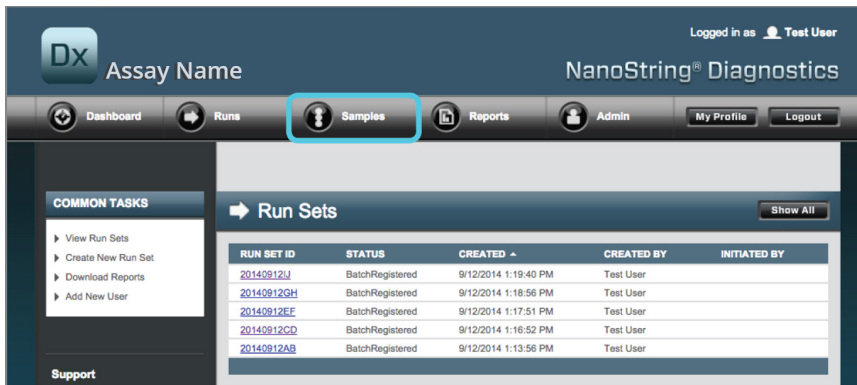 Logged in as Test User
Dx Assay Name
NanoString® Diagnostics
Dashboard Runs Samples Reports Admin My Profile Logout
COMMON TASKS
View Run Sets
Create New Run Set
Download Reports
Add New User
Support
Run Sets Show All
RUN SET ID STATUS CREATED CREATED BY INITIATED BY
20140912IJ BatchRegistered 9/12/2014 1:19:40 PM Test User
20140912GH BatchRegistered 9/12/2014 1:18:56 PM Test User
20140912EF BatchRegistered 9/12/2014 1:17:51 PM Test User
20140912CD BatchRegistered 9/12/2014 1:16:52 PM Test User
20140912AB BatchRegistered 9/12/2014 1:13:56 PM Test User